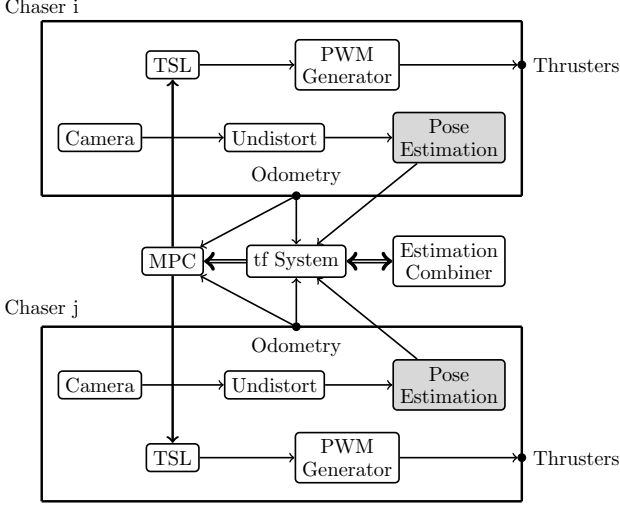 Chaser i
TSL
PWM
Generator
Thrusters
Camera
Undistort
Pose
Estimation
Odometry
MPC
tf System
Estimation
Combiner
Chaser j
Odometry
Camera
Undistort
Pose
Estimation
TSL
PWM
Generator
Thrusters